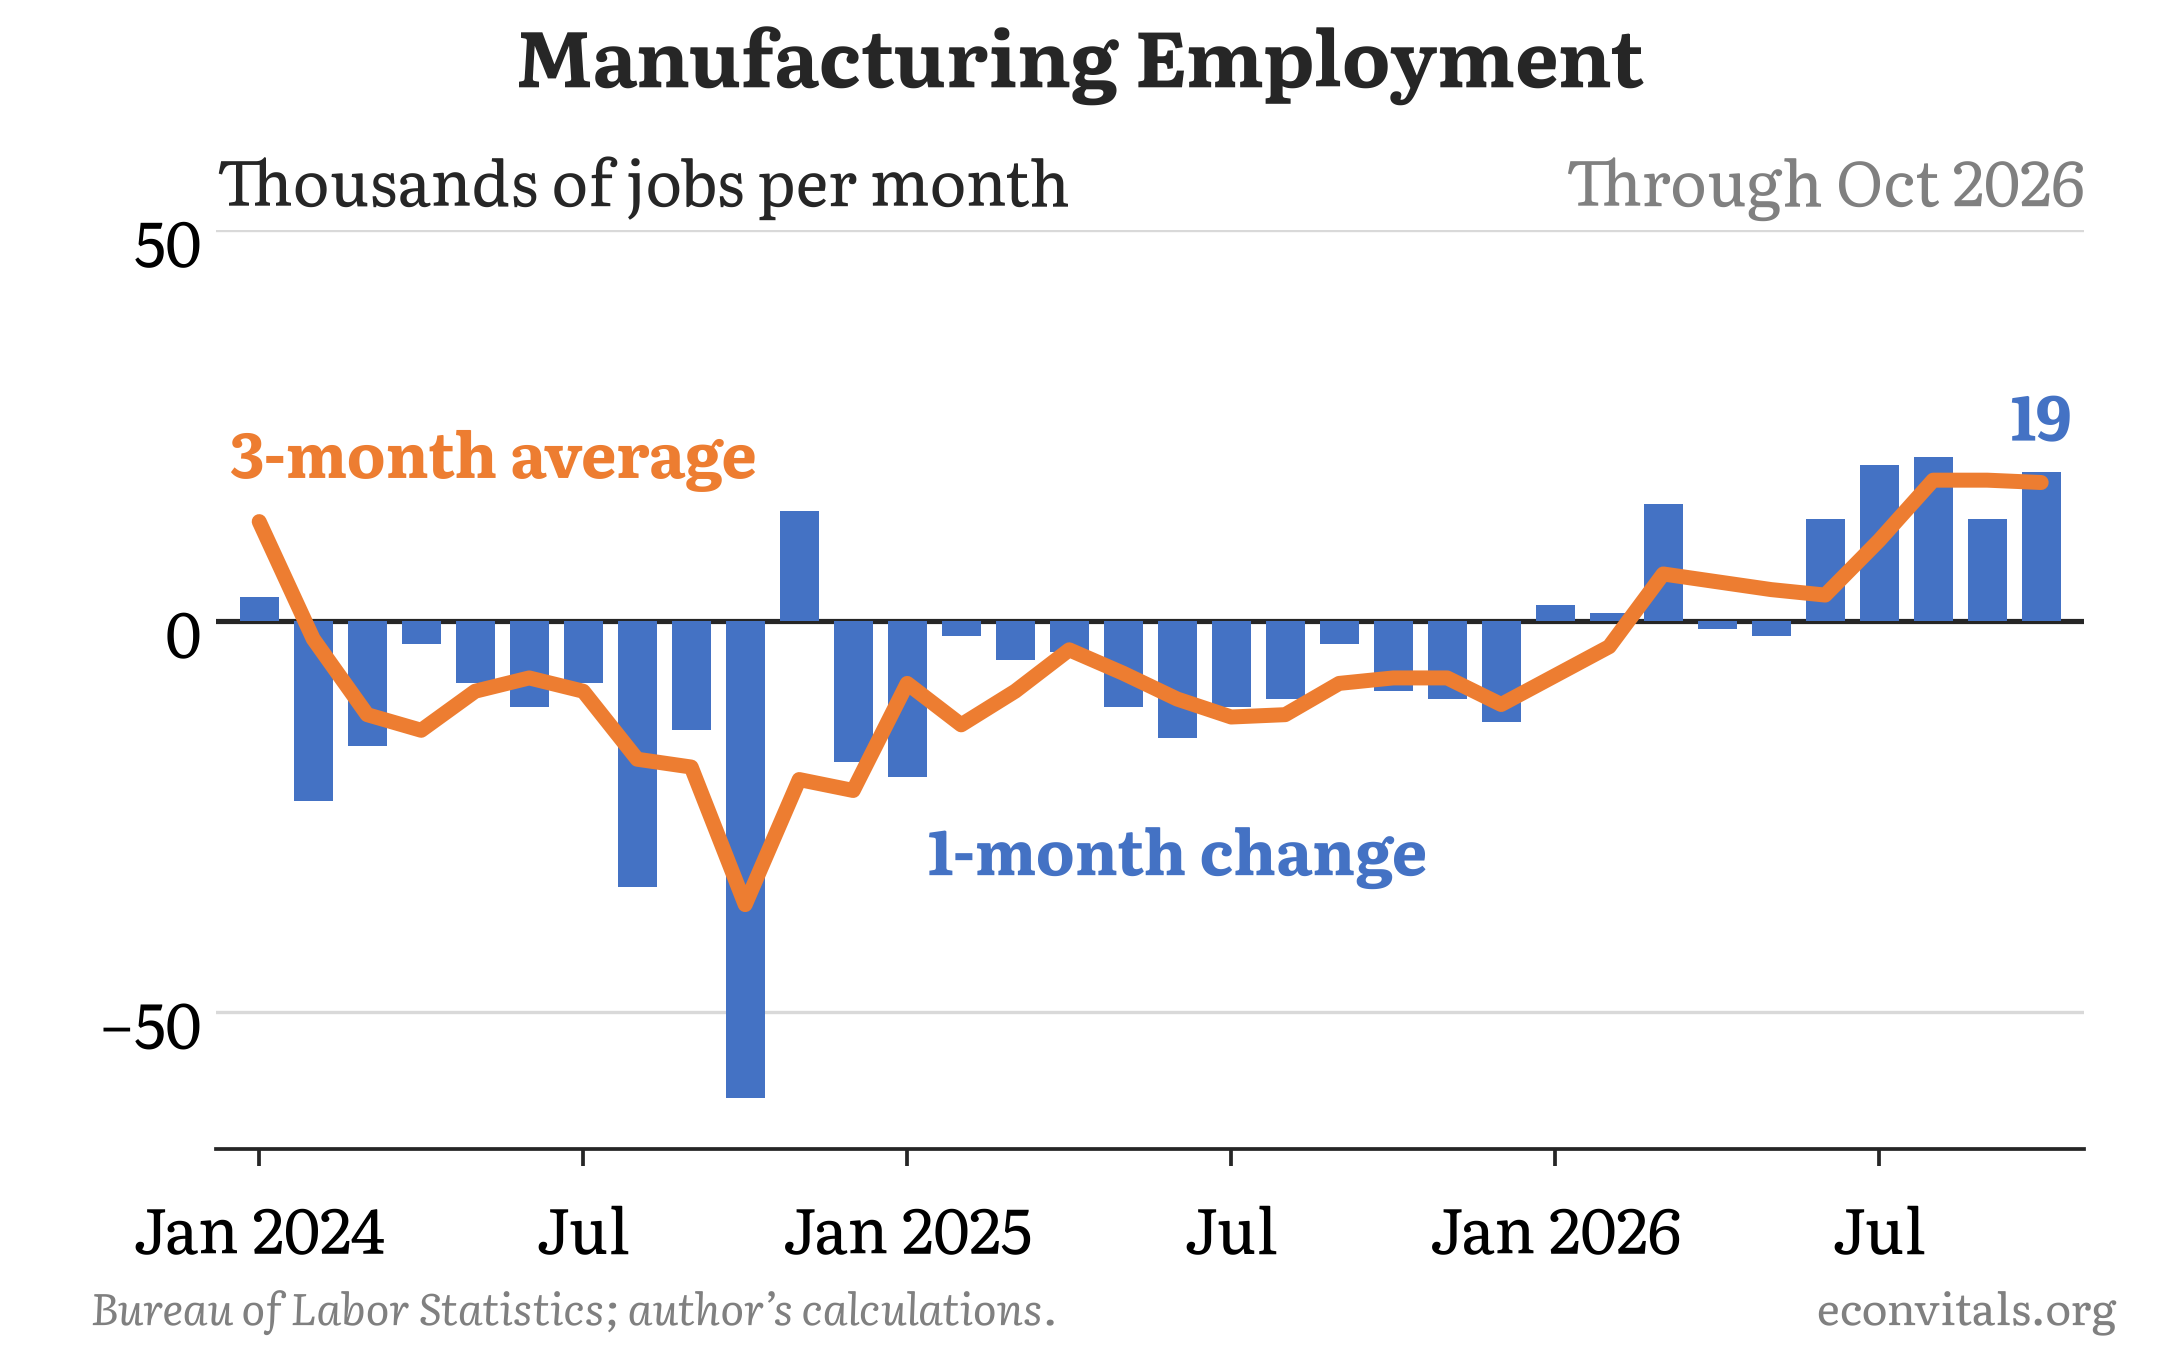 Manufacturing Employment
Thousands of jobs per month
Through Oct 2026
50
19
3-month average
0
1-month change
–50
Jan 2024 Jul Jan 2025 Jul Jan 2026 Jul
Bureau of Labor Statistics; author’s calculations.
econvitals.org